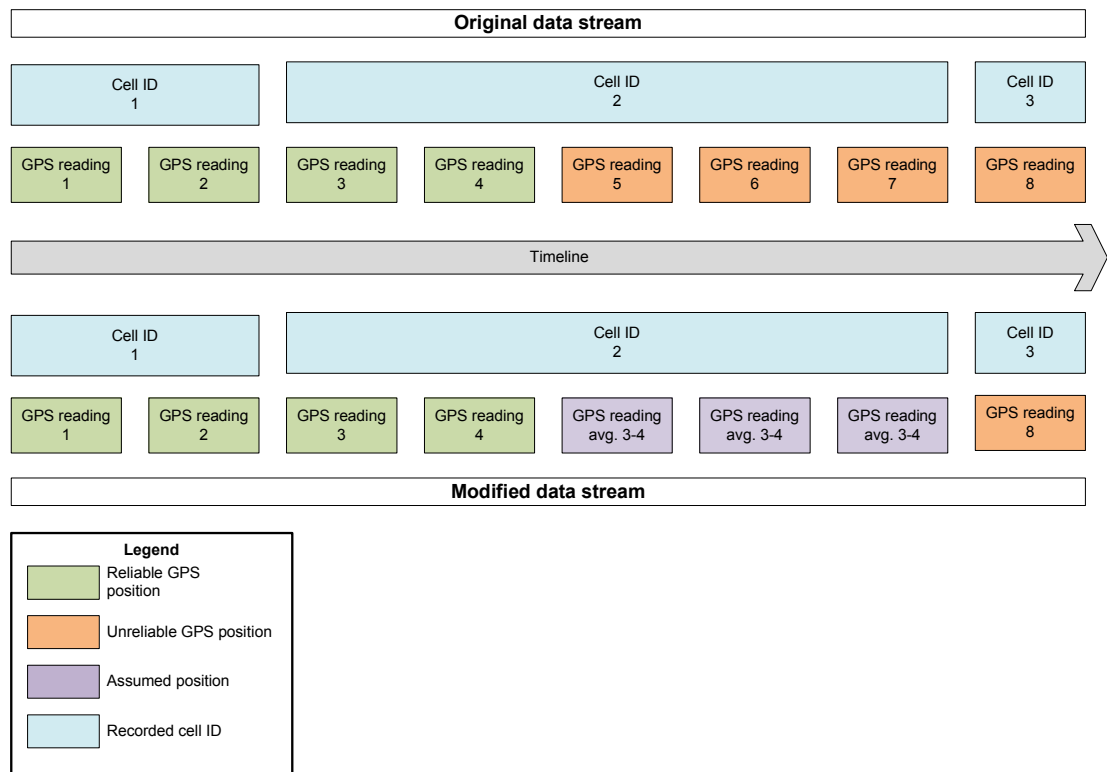 Original data stream
Cell ID
1
Cell ID
2
Cell ID
3
GPS reading
1
GPS reading
2
GPS reading
3
GPS reading
4
GPS reading
5
GPS reading
6
GPS reading
7
GPS reading
8
Timeline
Cell ID
1
Cell ID
2
Cell ID
3
GPS reading
1
GPS reading
2
GPS reading
3
GPS reading
4
GPS reading
avg. 3-4
GPS reading
avg. 3-4
GPS reading
avg. 3-4
GPS reading
8
Modified data stream
Legend
Reliable GPS
position
Unreliable GPS position
Assumed position
Recorded cell ID